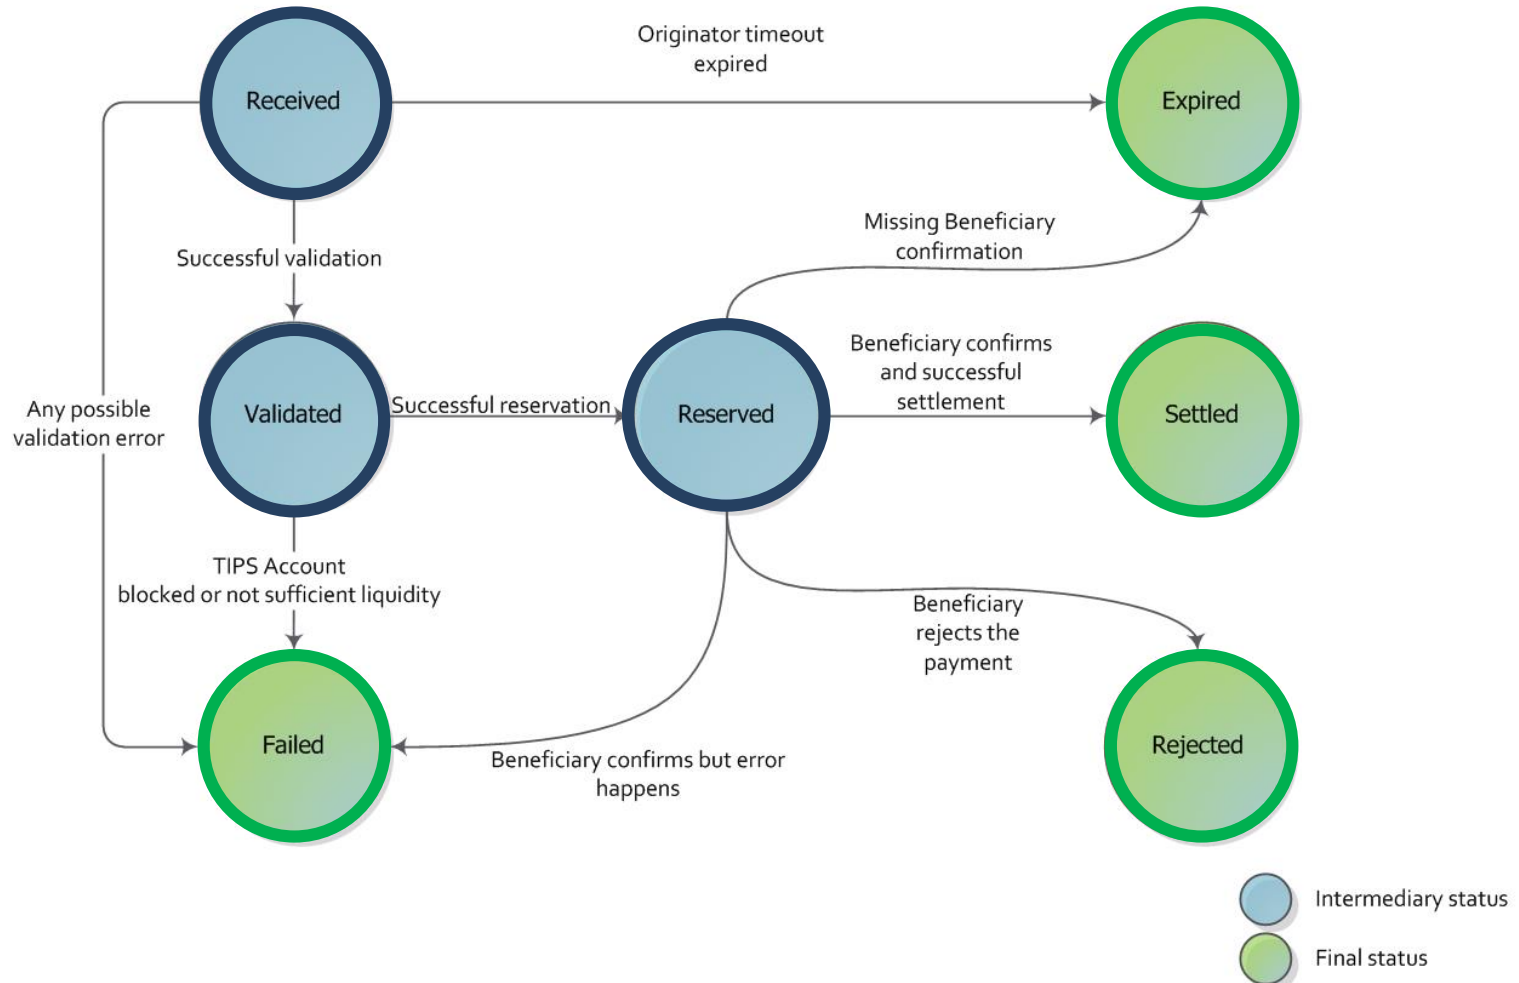 Originator timeout
expired
Received
Expired
Missing Beneficiary
confirmation
Successful validation
Beneficiary confirms
and successful
settlement
Any possible
validation error
Validated
Successful reservation
Reserved
Settled
TIPS Account
blocked or not sufficient liquidity
Beneficiary
rejects the
payment
Failed
Beneficiary confirms but error
happens
Rejected
Intermediary status
Final status